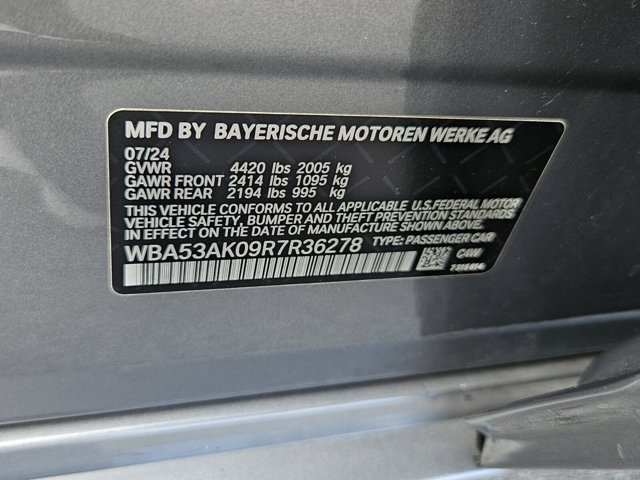 MFD BY BAYERISCHE MOTOREN WERKE AG
07/24
GVWR 4420 lbs 2005 kg
GAWR FRONT 2414 lbs 1095 kg
GAWR REAR 2194 lbs 995 kg
THIS VEHICLE CONFORMS TO ALL APPLICABLE U.S.FEDERAL MOTOR
VEHICLE SAFETY, BUMPER AND THEFT PREVENTION STANDARDS
IN EFFECT ON THE DATE OF MANUFACTURE SHOWN ABOVE.
WBA53AK09R7R36278 TYPE: PASSENGER CAR